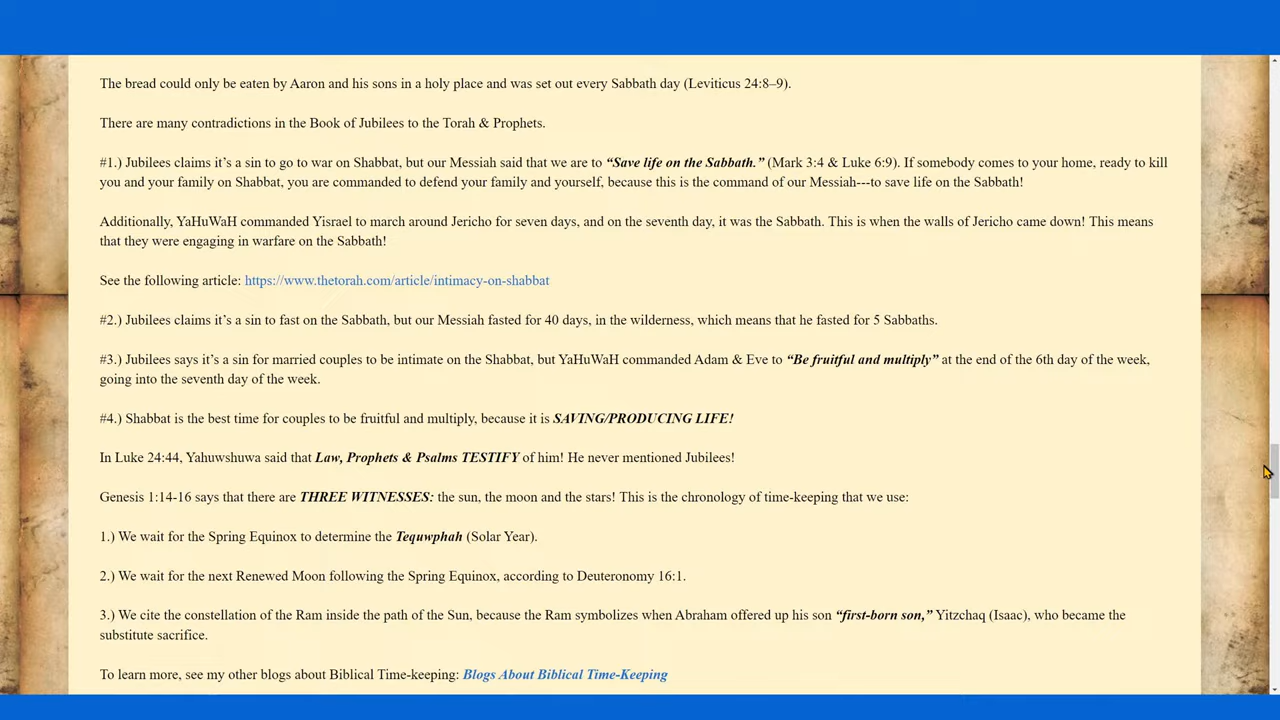 The bread could only be eaten by Aaron and his sons in a holy place and was set out every Sabbath day (Leviticus 24:8–9).
There are many contradictions in the Book of Jubilees to the Torah & Prophets.
#1.) Jubilees claims it’s a sin to go to war on Shabbat, but our Messiah said that we are to “Save life on the Sabbath.” (Mark 3:4 & Luke 6:9). If somebody comes to your home, ready to kill
you and your family on Shabbat, you are commanded to defend your family and yourself, because this is the command of our Messiah---to save life on the Sabbath!
Additionally, YaHuWaH commanded Yisrael to march around Jericho for seven days, and on the seventh day, it was the Sabbath. This is when the walls of Jericho came down! This means
that they were engaging in warfare on the Sabbath!
See the following article: https://www.thetorah.com/article/intimacy-on-shabbat
#2.) Jubilees claims it’s a sin to fast on the Sabbath, but our Messiah fasted for 40 days, in the wilderness, which means that he fasted for 5 Sabbaths.
#3.) Jubilees says it’s a sin for married couples to be intimate on the Shabbat, but YaHuWaH commanded Adam & Eve to “Be fruitful and multiply” at the end of the 6th day of the week,
going into the seventh day of the week.
#4.) Shabbat is the best time for couples to be fruitful and multiply, because it is SAVING/PRODUCING LIFE!
In Luke 24:44, Yahuwshuwa said that Law, Prophets & Psalms TESTIFY of him! He never mentioned Jubilees!
Genesis 1:14-16 says that there are THREE WITNESSES: the sun, the moon and the stars! This is the chronology of time-keeping that we use:
1.) We wait for the Spring Equinox to determine the Tequwphah (Solar Year).
2.) We wait for the next Renewed Moon following the Spring Equinox, according to Deuteronomy 16:1.
3.) We cite the constellation of the Ram inside the path of the Sun, because the Ram symbolizes when Abraham offered up his son “first-born son,” Yitzchaq (Isaac), who became the
substitute sacrifice.
To learn more, see my other blogs about Biblical Time-keeping: Blogs About Biblical Time-Keeping